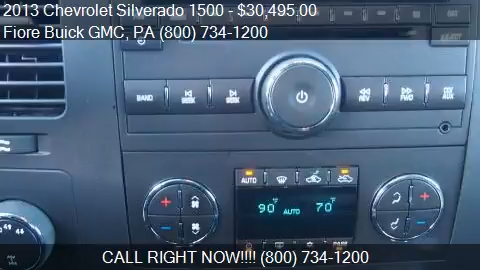 2013 Chevrolet Silverado 1500 - $30,495.00
Fiore Buick GMC, PA (800) 734-1200
BAND SEEK SEEK REV FWD AUX
AUTO
90 AUTO 70
CALL RIGHT NOW!!!! (800) 734-1200